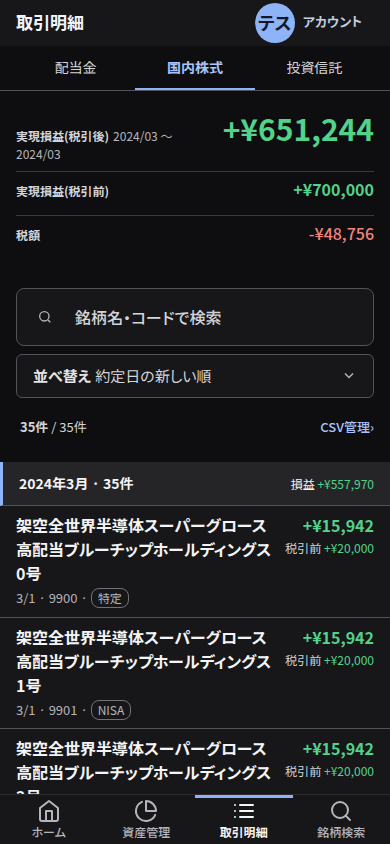 取引明細
テス アカウント
配当金 国内株式 投資信託
実現損益(税引後) 2024/03 〜
2024/03
+¥651,244
実現損益(税引前) +¥700,000
税額 -¥48,756
銘柄名・コードで検索
並べ替え 約定日の新しい順
35件 / 35件 CSV管理›
2024年3月・35件 損益 +¥557,970
架空全世界半導体スーパーグロース
高配当ブルーチップホールディングス
0号
+¥15,942
税引前 +¥20,000
3/1・9900・特定
架空全世界半導体スーパーグロース
高配当ブルーチップホールディングス
1号
+¥15,942
税引前 +¥20,000
3/1・9901・NISA
架空全世界半導体スーパーグロース
高配当ブルーチップホールディングス
+¥15,942
税引前 +¥20,000
ホーム 資産管理 取引明細 銘柄検索